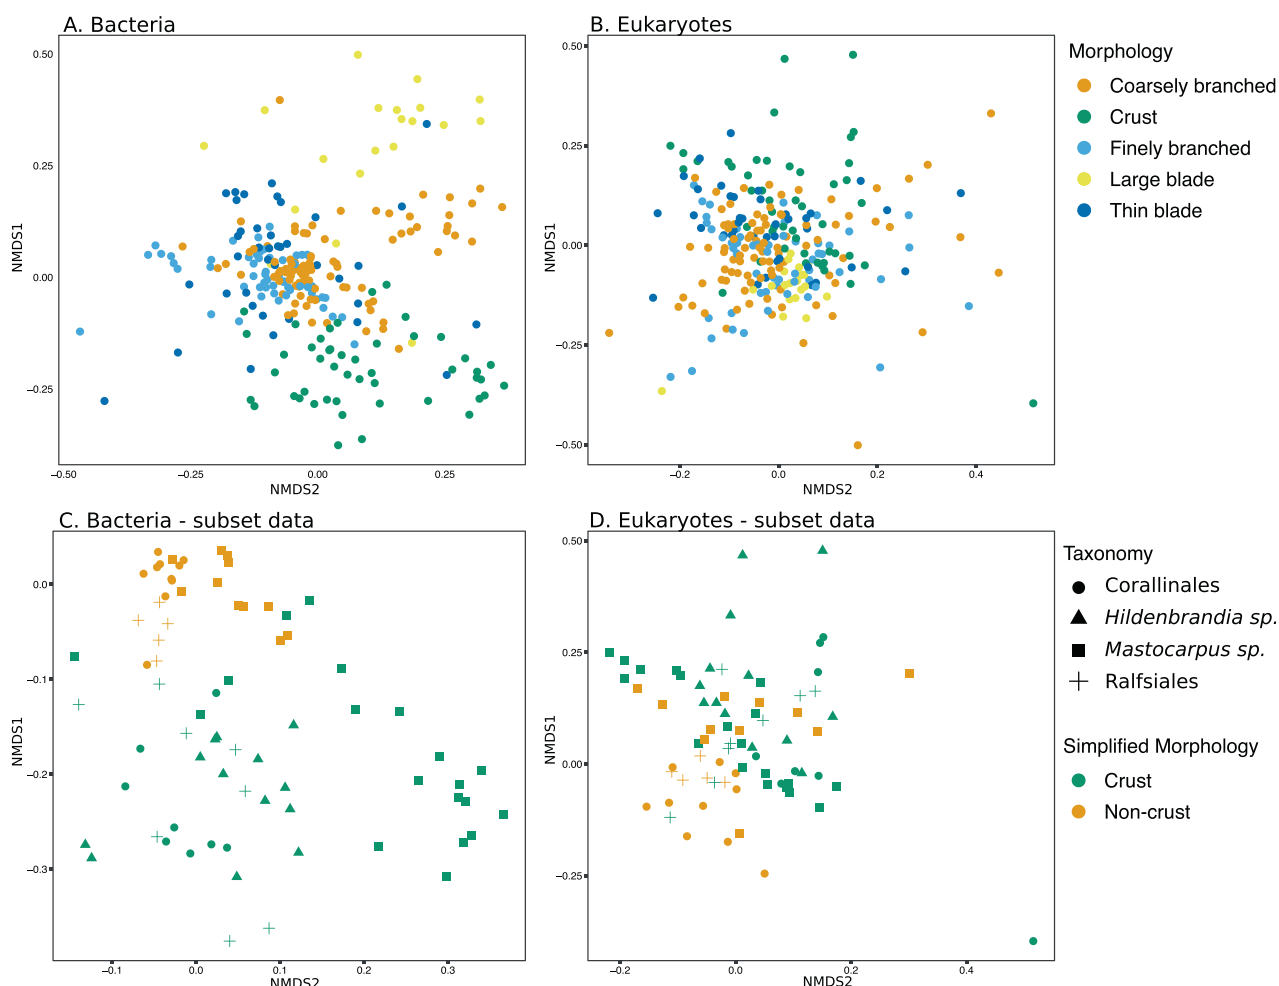 A. Bacteria
B. Eukaryotes
0.50
0.25
0.00
−0.25
NMDS1
−0.50
−0.25
0.00
0.25
NMDS2
0.50
0.25
0.00
−0.25
−0.50
NMDS1
−0.2
0.0
0.2
0.4
NMDS2
Morphology
Coarsely branched
Crust
Finely branched
Large blade
Thin blade
C. Bacteria - subset data
D. Eukaryotes - subset data
0.0
−0.1
−0.2
−0.3
NMDS1
−0.1
0.0
0.1
0.2
0.3
NMDS2
0.50
0.25
0.00
−0.25
NMDS1
−0.2
0.0
0.2
0.4
NMDS2
Taxonomy
Corallinales
Hildenbrandia sp.
Mastocarpus sp.
Ralfsiales
Simplified Morphology
Crust
Non-crust